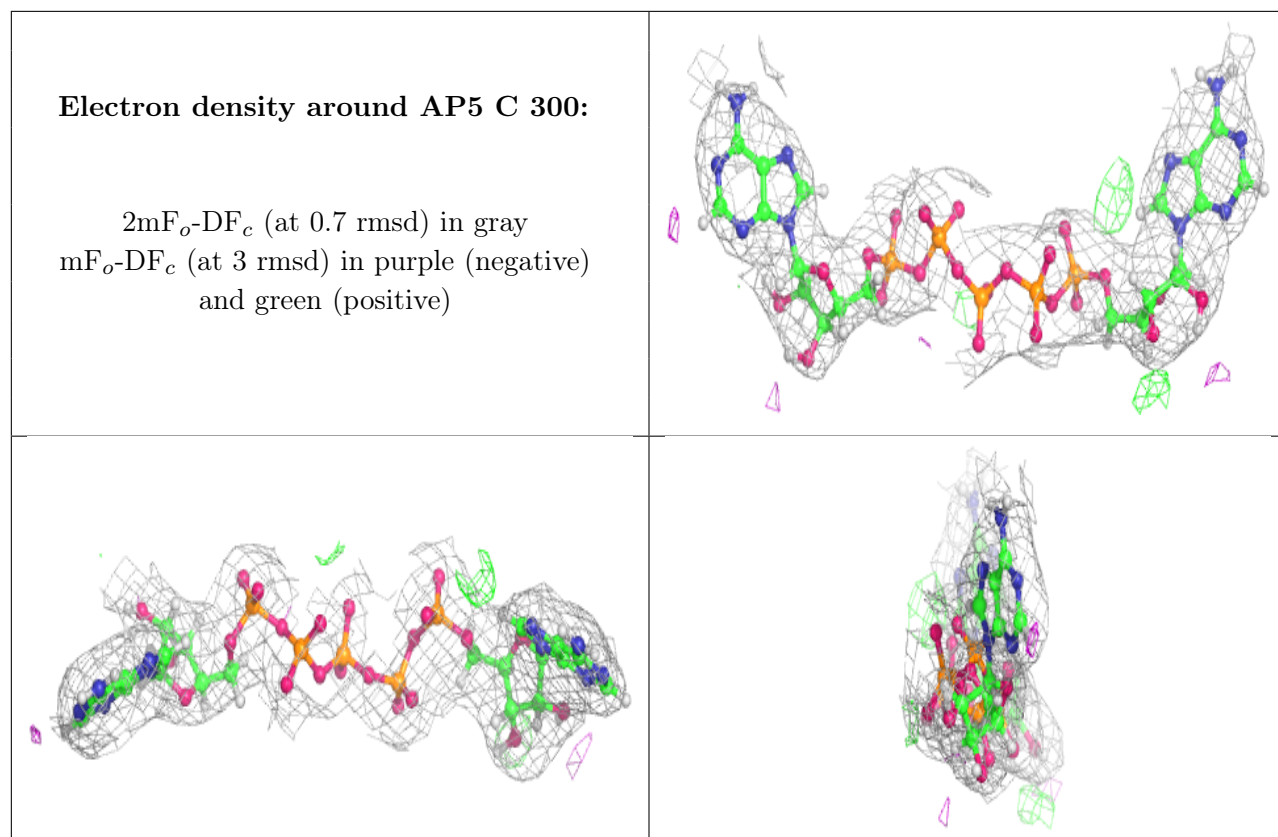 Electron density around AP5 C 300:
2mFₒ-DF𝒸 (at 0.7 rmsd) in gray
mFₒ-DF𝒸 (at 3 rmsd) in purple (negative)
and green (positive)